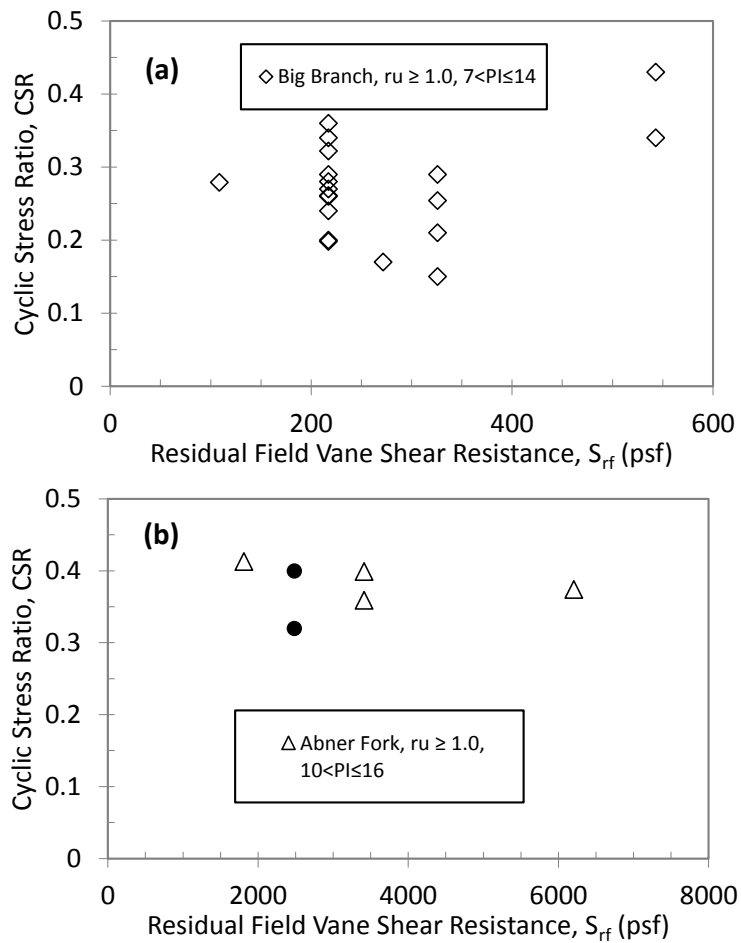 0.5
(a)
Big Branch, ru ≥ 1.0, 7<PI≤14
0.4
0.3
0.2
0.1
0
Cyclic Stress Ratio, CSR
0 200 400 600
Residual Field Vane Shear Resistance, Srf (psf)
0.5
(b)
0.4
0.3
0.2
Abner Fork, ru ≥ 1.0,
10<PI≤16
0.1
0
Cyclic Stress Ratio, CSR
0 2000 4000 6000 8000
Residual Field Vane Shear Resistance, Srf (psf)